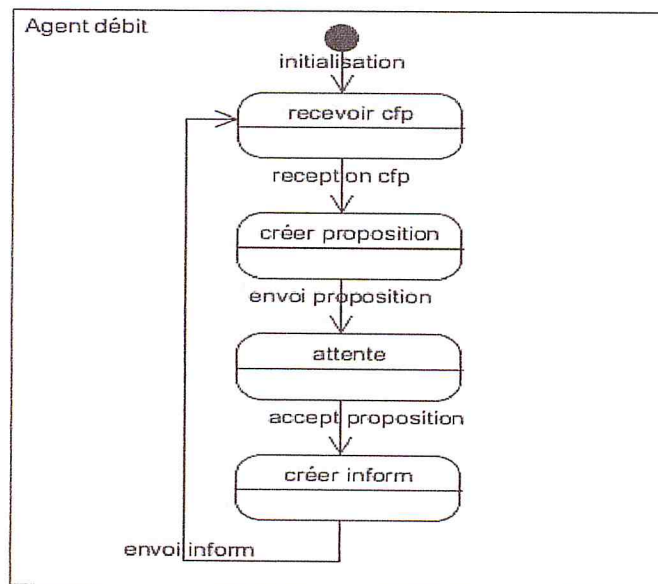 Agent débit
initialisation
recevoir cfp
reception cfp
créer proposition
envoi proposition
attente
accept proposition
créer inform
envoi inform